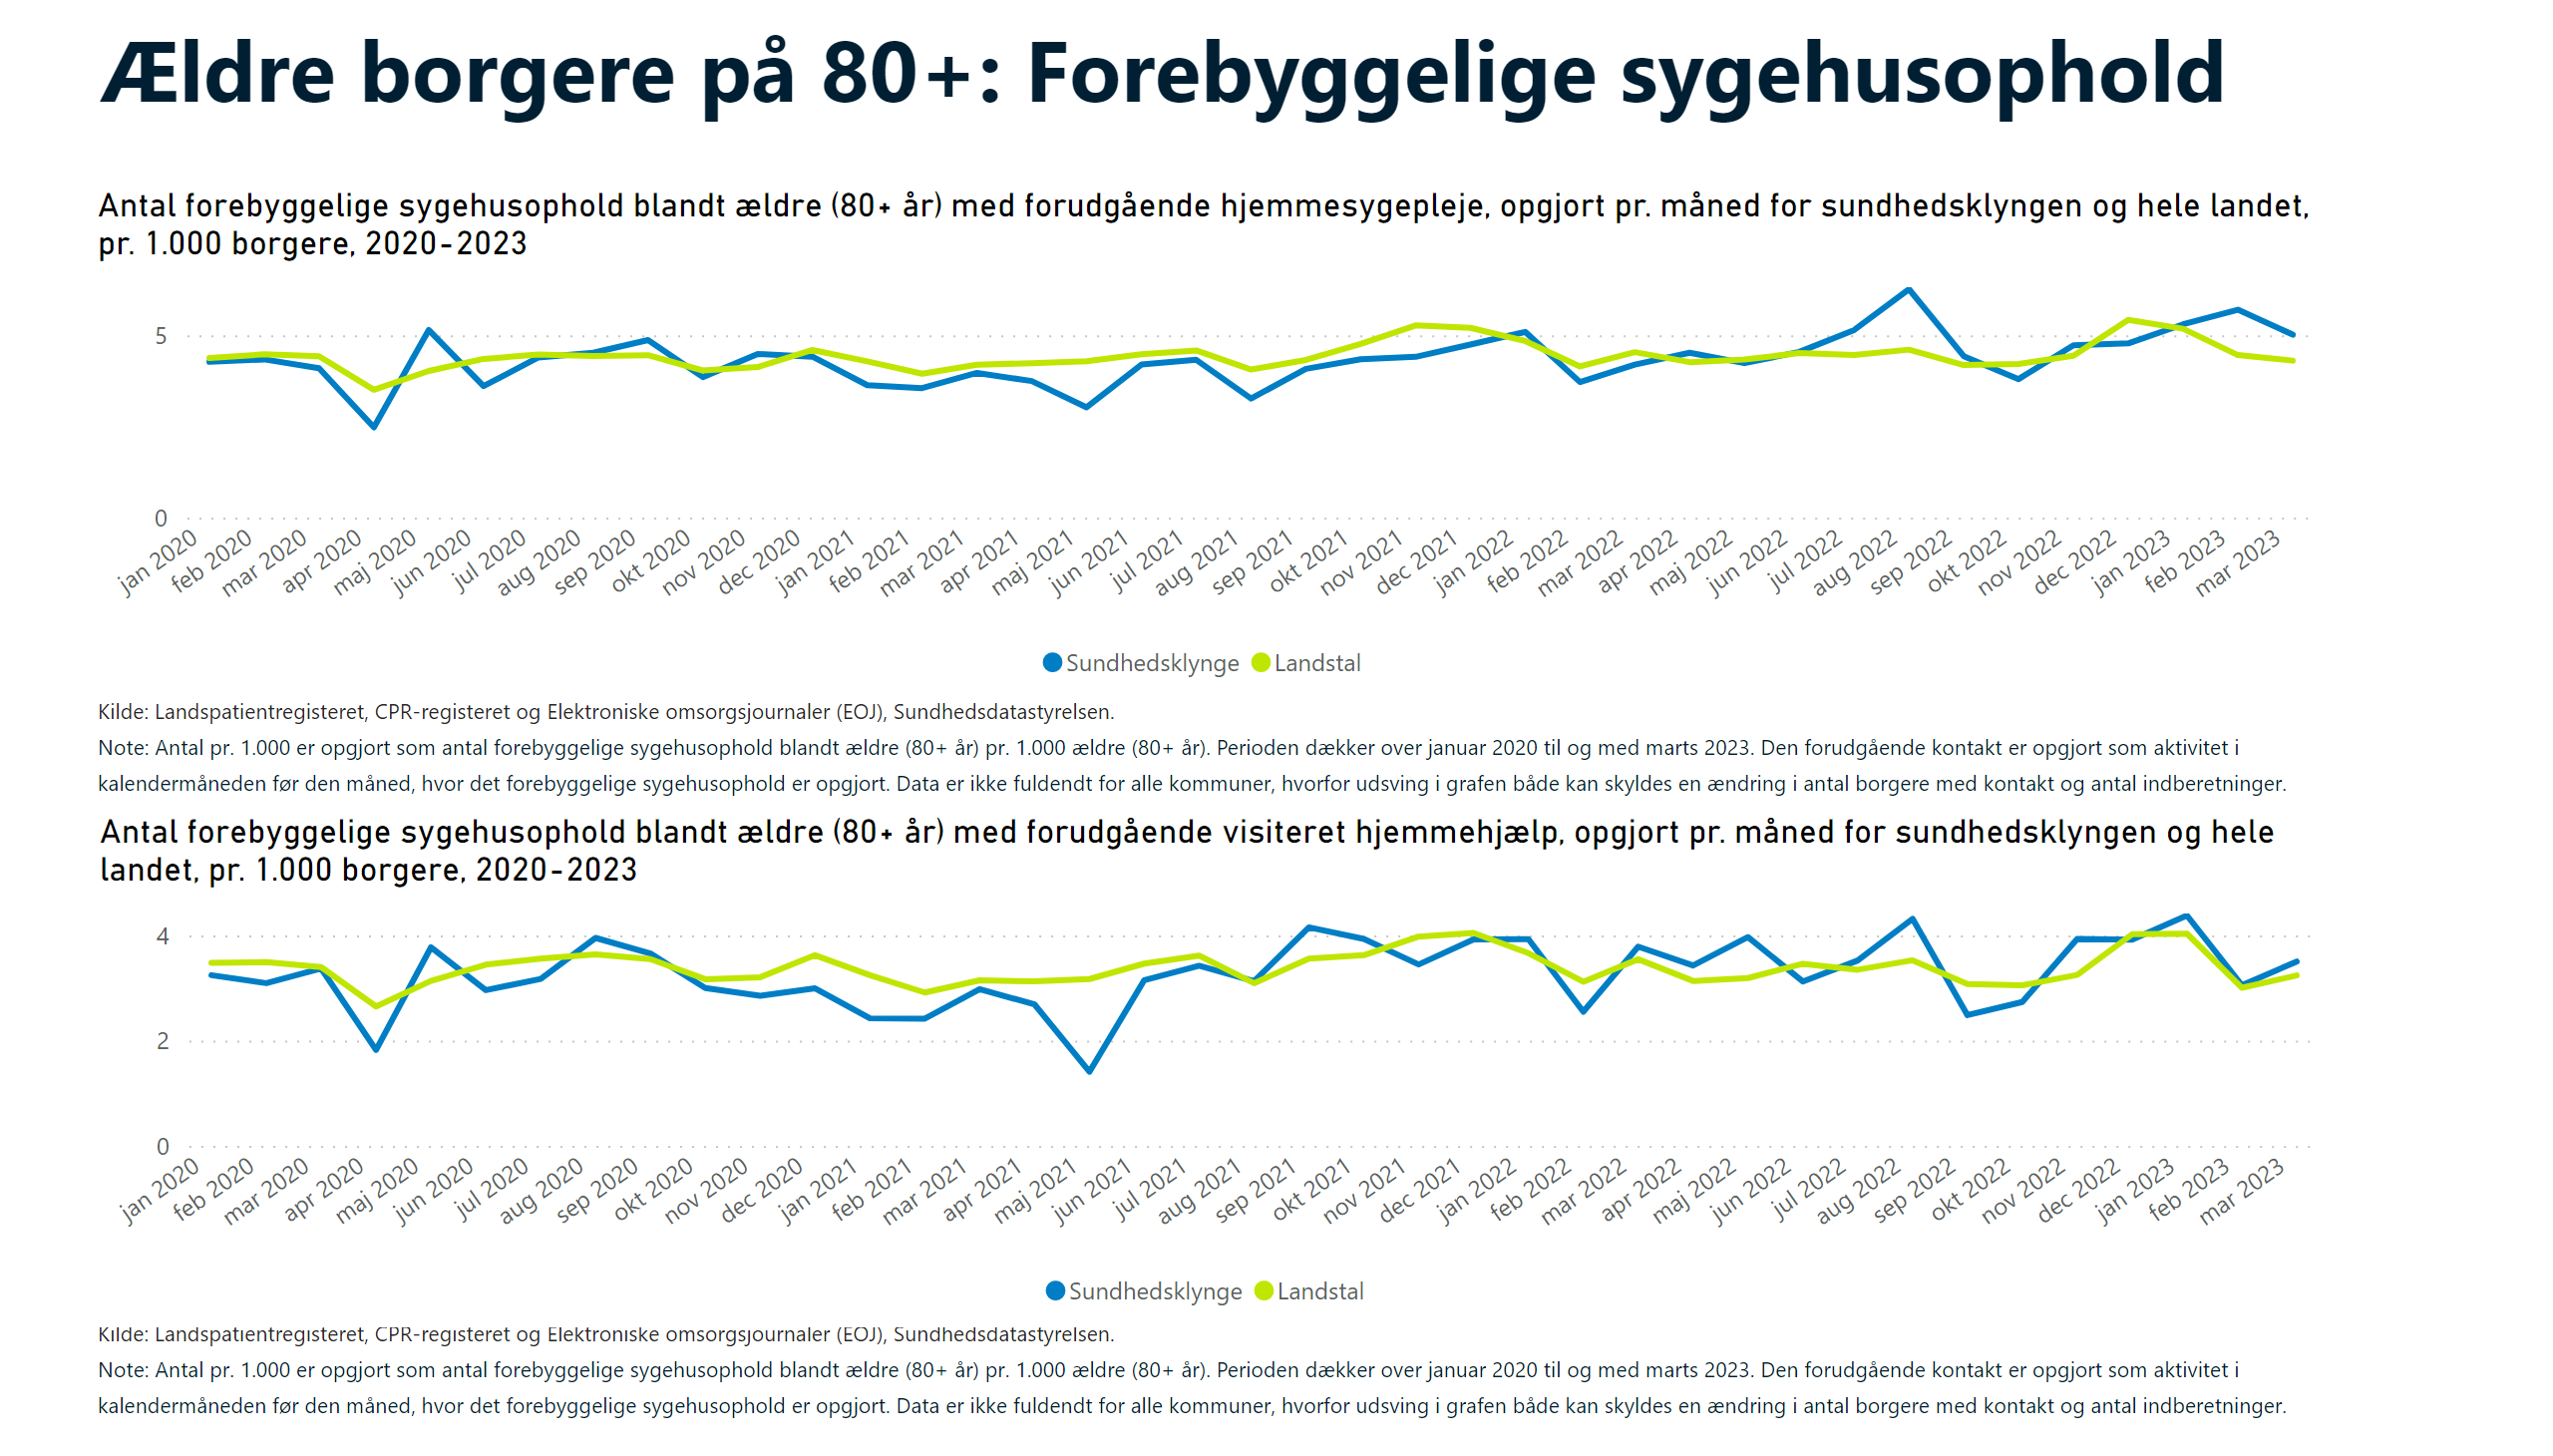 Ældre borgere på 80+: Forebyggelige sygehusophold
Antal forebyggelige sygehusophold blandt ældre (80+ år) med forudgående hjemmesygepleje, opgjort pr. måned for sundhedsklyngen og hele landet,
pr. 1.000 borgere, 2020-2023
5
0
jan 2020
feb 2020
mar 2020
apr 2020
maj 2020
jun 2020
jul 2020
aug 2020
sep 2020
okt 2020
nov 2020
dec 2020
jan 2021
feb 2021
mar 2021
apr 2021
maj 2021
jun 2021
jul 2021
aug 2021
sep 2021
okt 2021
nov 2021
dec 2021
jan 2022
feb 2022
mar 2022
apr 2022
maj 2022
jun 2022
jul 2022
aug 2022
sep 2022
okt 2022
nov 2022
dec 2022
jan 2023
feb 2023
mar 2023
Sundhedsklynge Landstal
Kilde: Landspatientregisteret, CPR-registeret og Elektroniske omsorgsjournaler (EOJ), Sundhedsdatastyrelsen.
Note: Antal pr. 1.000 er opgjort som antal forebyggelige sygehusophold blandt ældre (80+ år) pr. 1.000 ældre (80+ år). Perioden dækker over januar 2020 til og med marts 2023. Den forudgående kontakt er opgjort som aktivitet i
kalendermåneden før den måned, hvor det forebyggelige sygehusophold er opgjort. Data er ikke fuldendt for alle kommuner, hvorfor udsving i grafen både kan skyldes en ændring i antal borgere med kontakt og antal indberetninger.
Antal forebyggelige sygehusophold blandt ældre (80+ år) med forudgående visiteret hjemmehjælp, opgjort pr. måned for sundhedsklyngen og hele
landet, pr. 1.000 borgere, 2020-2023
4
2
0
jan 2020
feb 2020
mar 2020
apr 2020
maj 2020
jun 2020
jul 2020
aug 2020
sep 2020
okt 2020
nov 2020
dec 2020
jan 2021
feb 2021
mar 2021
apr 2021
maj 2021
jun 2021
jul 2021
aug 2021
sep 2021
okt 2021
nov 2021
dec 2021
jan 2022
feb 2022
mar 2022
apr 2022
maj 2022
jun 2022
jul 2022
aug 2022
sep 2022
okt 2022
nov 2022
dec 2022
jan 2023
feb 2023
mar 2023
Sundhedsklynge Landstal
Kilde: Landspatientregisteret, CPR-registeret og Elektroniske omsorgsjournaler (EOJ), Sundhedsdatastyrelsen.
Note: Antal pr. 1.000 er opgjort som antal forebyggelige sygehusophold blandt ældre (80+ år) pr. 1.000 ældre (80+ år). Perioden dækker over januar 2020 til og med marts 2023. Den forudgående kontakt er opgjort som aktivitet i
kalendermåneden før den måned, hvor det forebyggelige sygehusophold er opgjort. Data er ikke fuldendt for alle kommuner, hvorfor udsving i grafen både kan skyldes en ændring i antal borgere med kontakt og antal indberetninger.